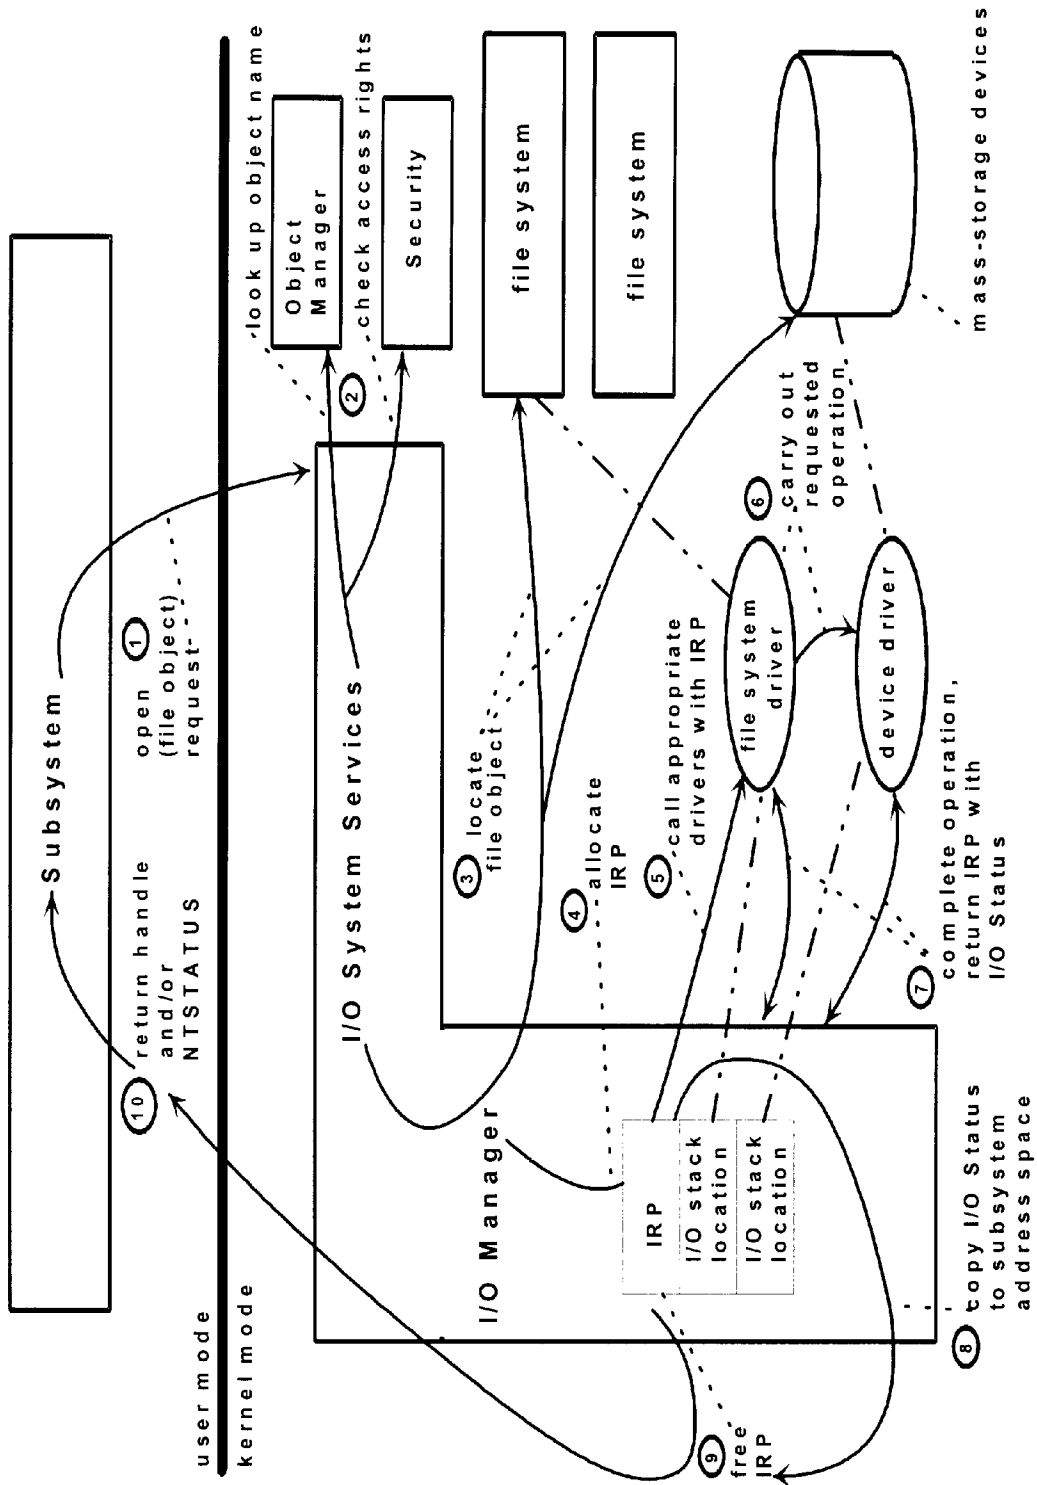 Subsystem
1
open
(file object)
request
10
return handle
and/or
NTSTATUS
user mode
kernel mode
look up object name
Object
Manager
2
check access rights
Security
I/O System Services
3
locate
file object
file system
file system
I/O Manager
4
allocate
IRP
5
call appropriate
drivers with IRP
IRP
I/O stack
location
I/O stack
location
file system
driver
6
carry out
requested
operation
device driver
mass-storage devices
7
complete operation,
return IRP with
I/O Status
8
copy I/O Status
to subsystem
address space
9
free
IRP